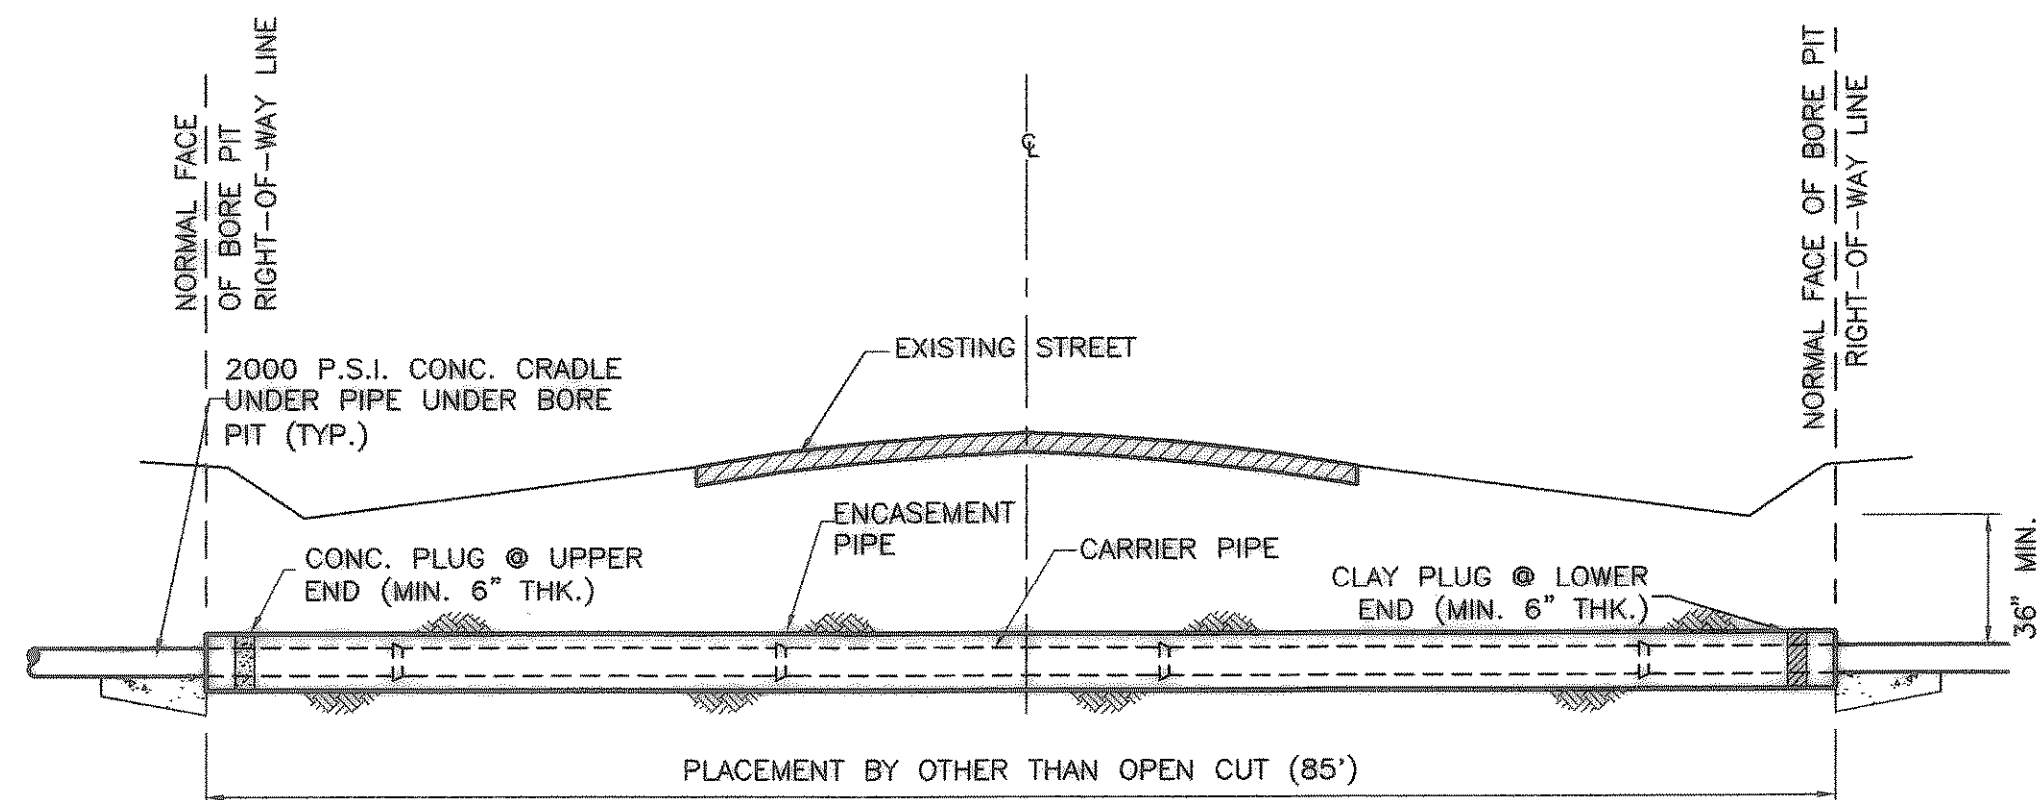 NORMAL FACE
OF BORE PIT
RIGHT-OF-WAY LINE
℄
NORMAL FACE OF BORE PIT
RIGHT-OF-WAY LINE
2000 P.S.I. CONC. CRADLE
UNDER PIPE UNDER BORE
PIT (TYP.)
EXISTING STREET
ENCASEMENT
PIPE
CARRIER PIPE
CONC. PLUG @ UPPER
END (MIN. 6" THK.)
CLAY PLUG @ LOWER
END (MIN. 6" THK.)
36" MIN.
PLACEMENT BY OTHER THAN OPEN CUT (85')